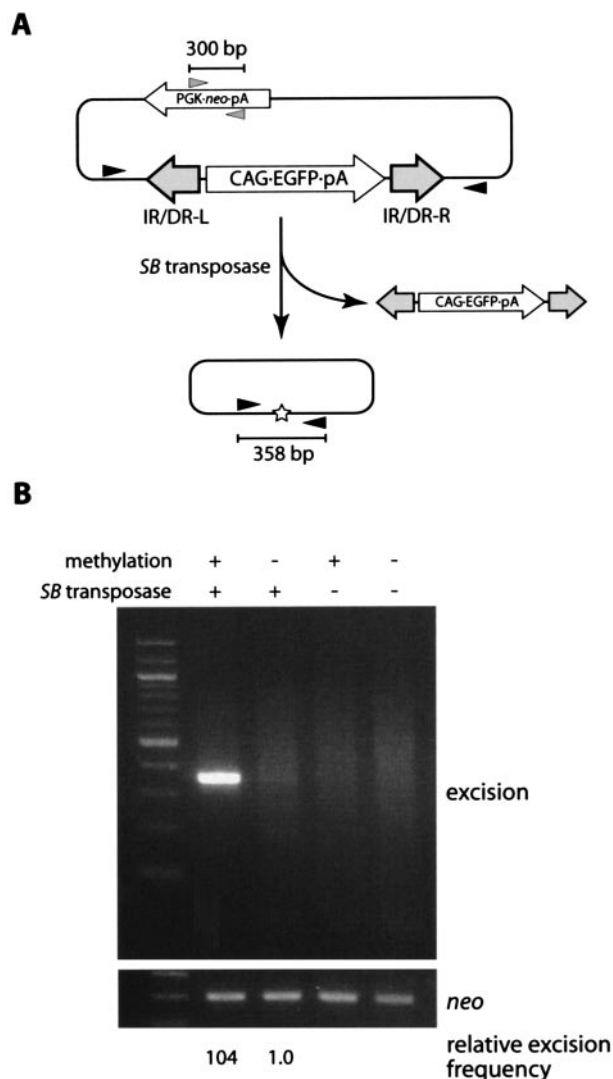 A
300 bp
PGK·neo·pA
CAG·EGFP·pA
IR/DR-L
IR/DR-R
SB transposase
CAG·EGFP·pA
358 bp
B
methylation + - + -
SB transposase + + - -
excision
neo
104 1.0 relative excision
frequency